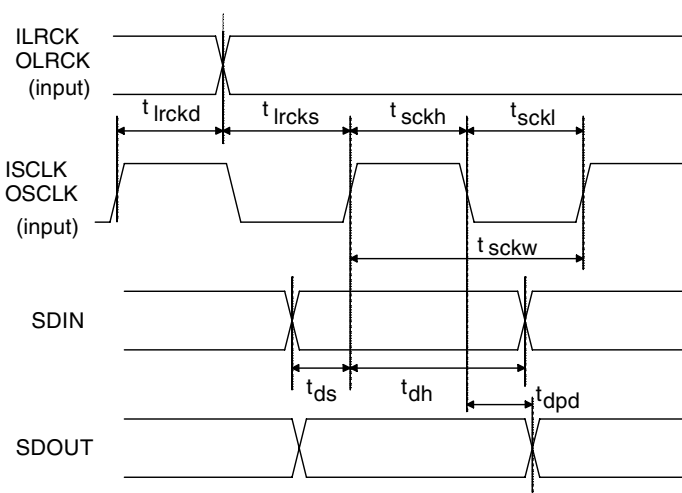 ILRCK
OLRCK
(input)
t lrckd
t lrcks
t sckh
t sckl
ISCLK
OSCLK
(input)
t sckw
SDIN
t ds
t dh
t dpd
SDOUT